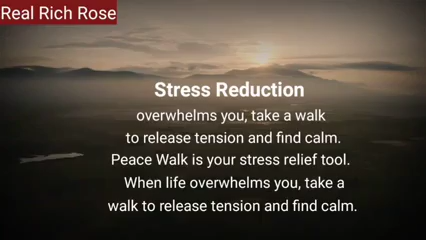 Real Rich Rose
Stress Reduction
overwhelms you, take a walk
to release tension and find calm.
Peace Walk is your stress relief tool.
When life overwhelms you, take a
walk to release tension and find calm.